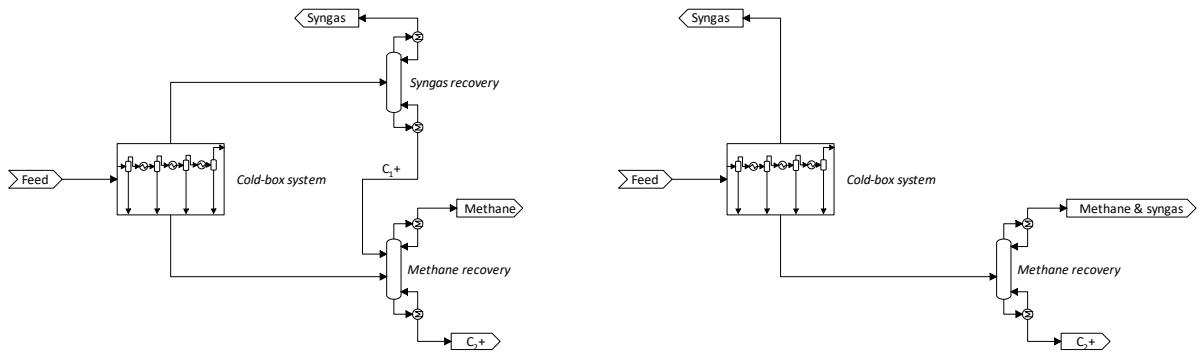 Syngas
Syngas recovery
Feed
Cold-box system
C₁+
Methane
Methane recovery
C₂+
Syngas
Feed
Cold-box system
Methane & syngas
Methane recovery
C₂+